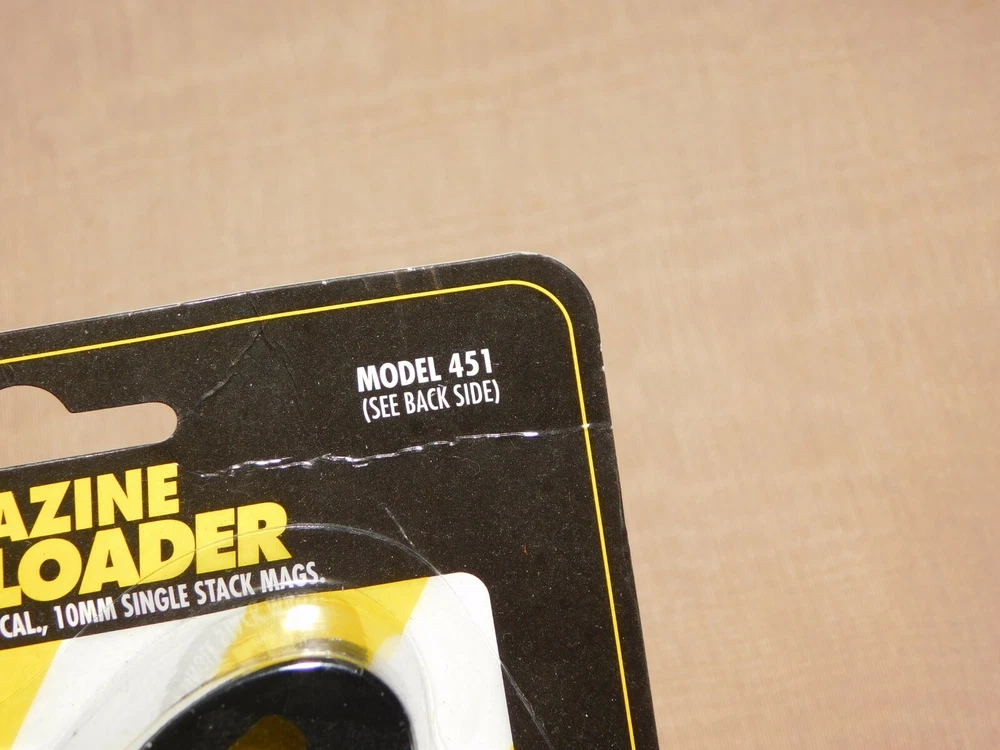 MODEL 451
(SEE BACK SIDE)
AZINE
LOADER
CAL., 10MM SINGLE STACK MAGS.